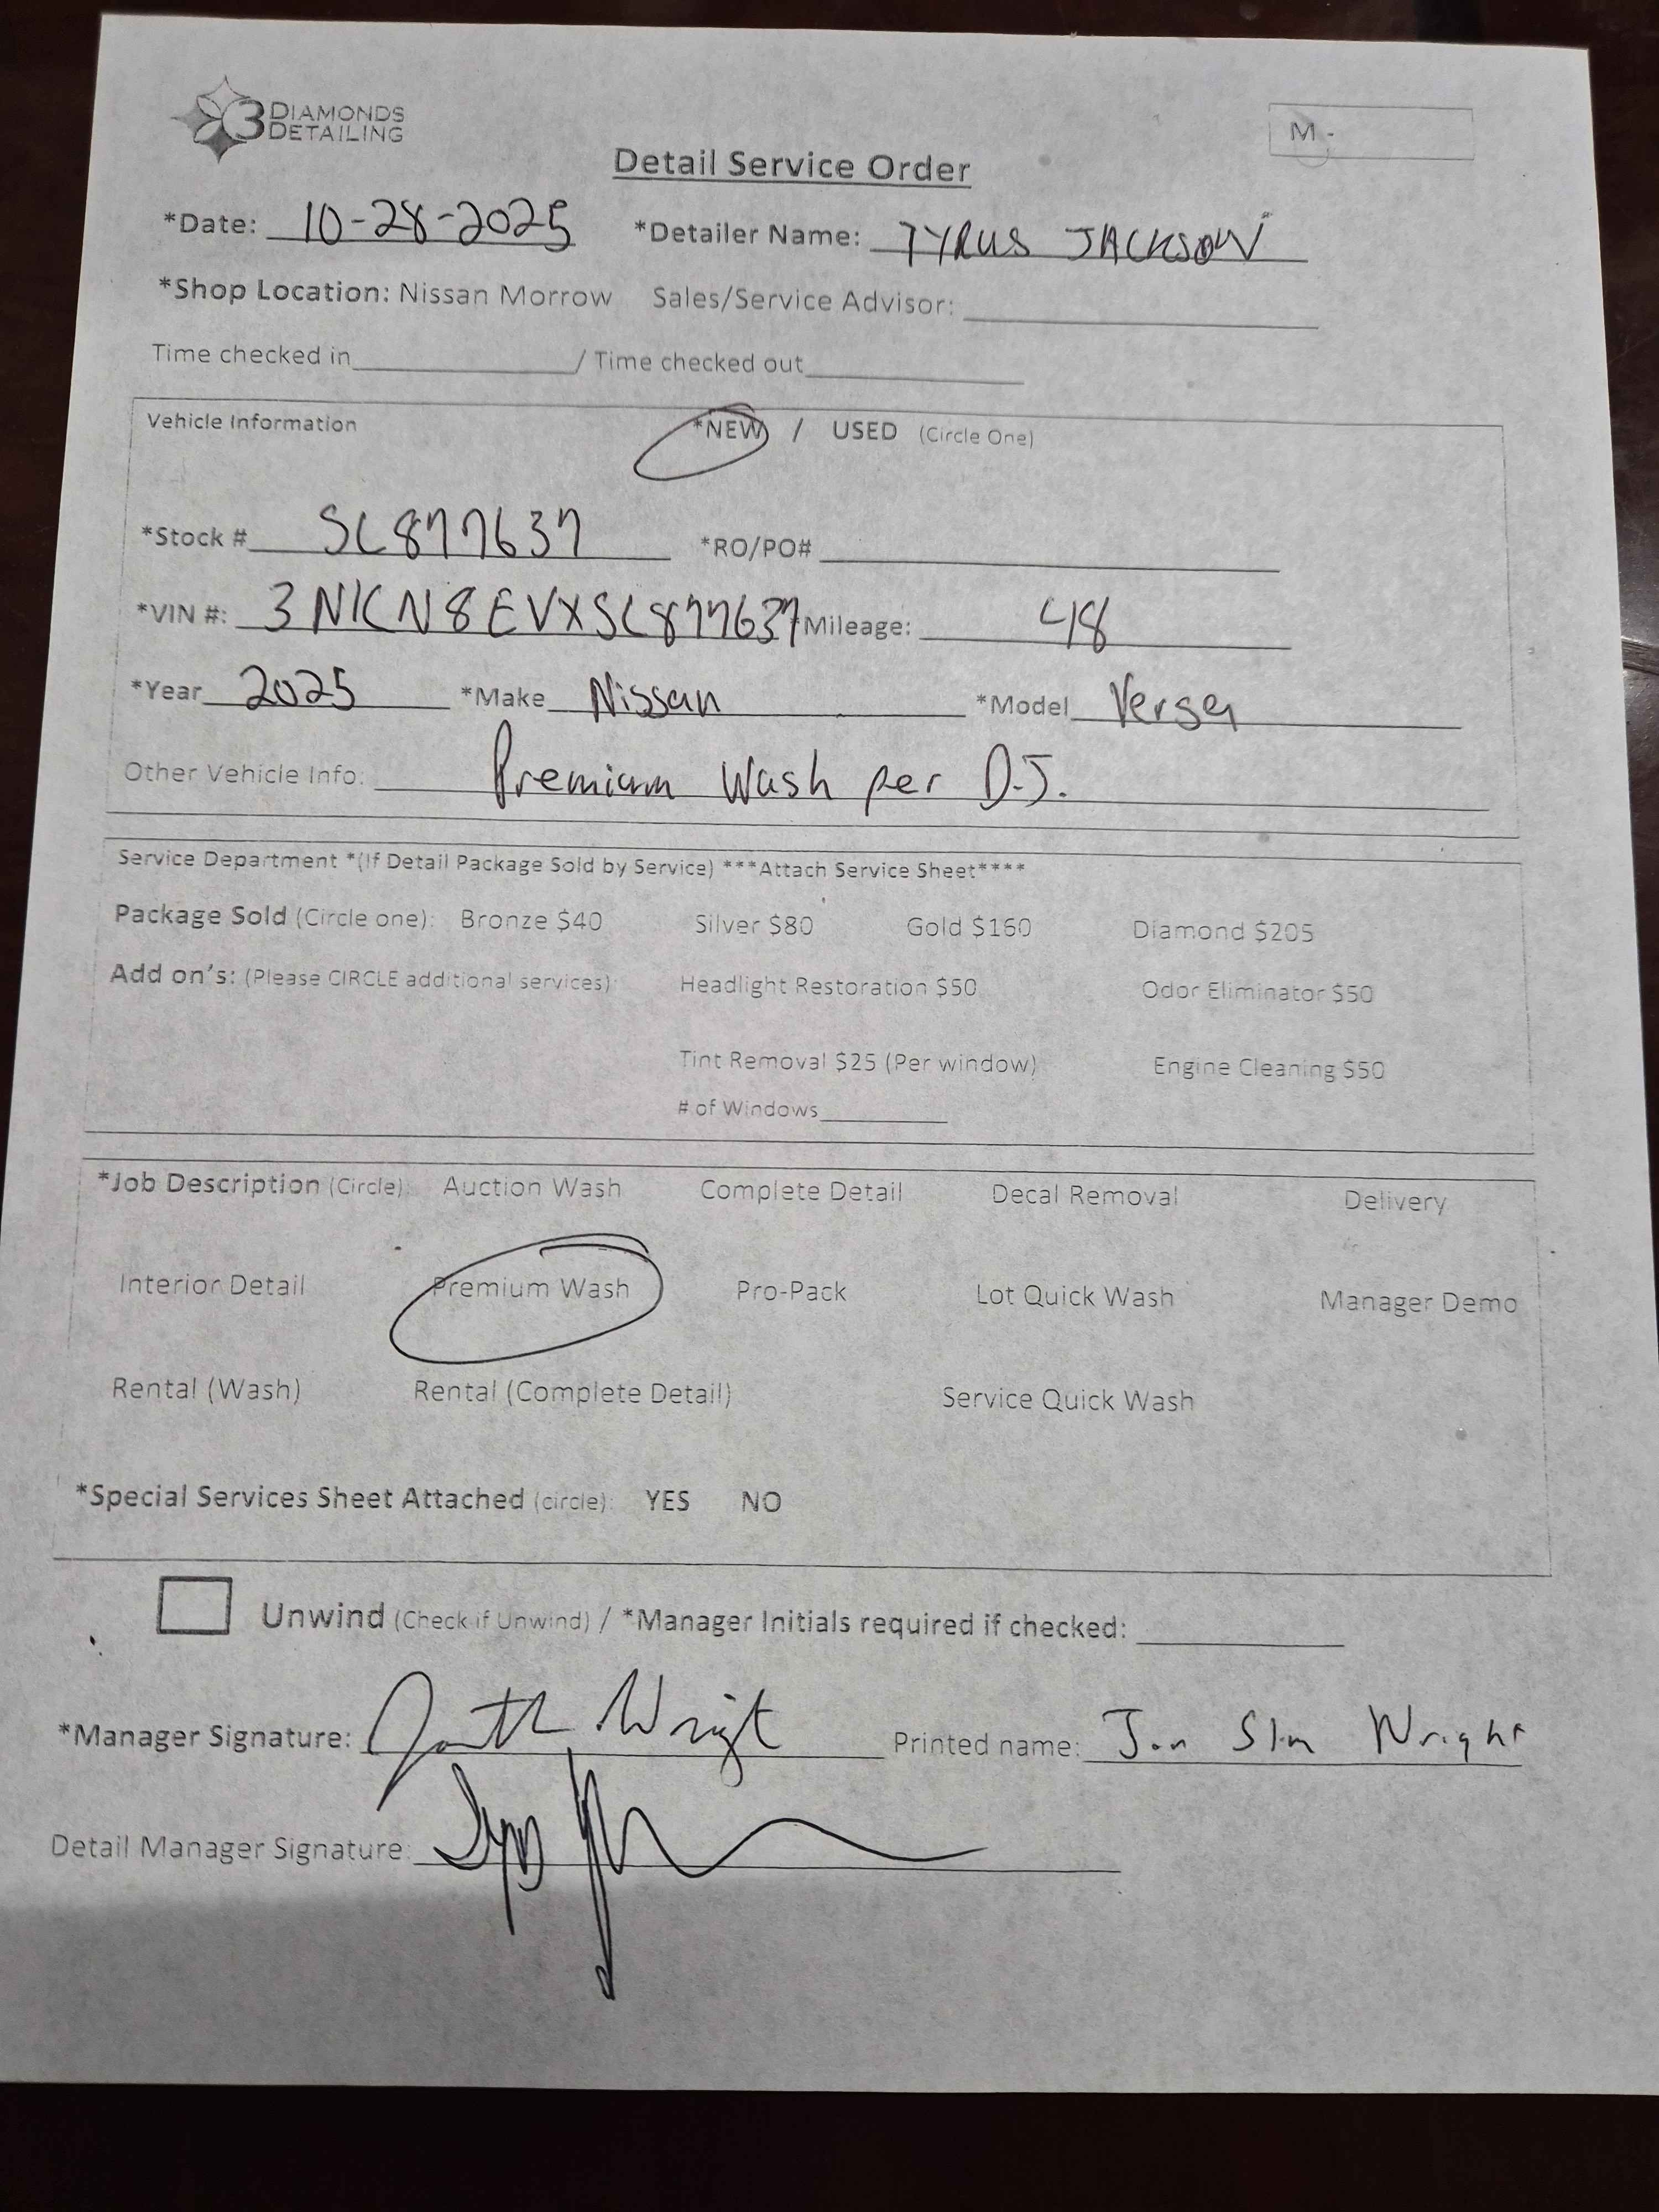 3 DIAMONDS DETAILING
M-
Detail Service Order
*Date: 10-28-2025 *Detailer Name: TYRUS JACKSON
*Shop Location: Nissan Morrow Sales/Service Advisor:
Time checked in / Time checked out
Vehicle Information *NEW / USED (Circle One)
*Stock # SL877637 *RO/PO#
*VIN #: 3N1CN8EVXSL877637 Mileage: 48
*Year 2025 *Make Nissan *Model Versa
Other Vehicle Info: Premium Wash per D.J.
Service Department *(If Detail Package Sold by Service) ***Attach Service Sheet****
Package Sold (Circle one): Bronze $40 Silver $80 Gold $160 Diamond $205
Add on's: (Please CIRCLE additional services): Headlight Restoration $50 Odor Eliminator $50
Tint Removal $25 (Per window) Engine Cleaning $50
# of Windows
*Job Description (Circle): Auction Wash Complete Detail Decal Removal Delivery
Interior Detail Premium Wash Pro-Pack Lot Quick Wash Manager Demo
Rental (Wash) Rental (Complete Detail) Service Quick Wash
*Special Services Sheet Attached (circle): YES NO
Unwind (Check if Unwind) / *Manager Initials required if checked:
*Manager Signature: Wright Printed name: Jon Wright
Detail Manager Signature: